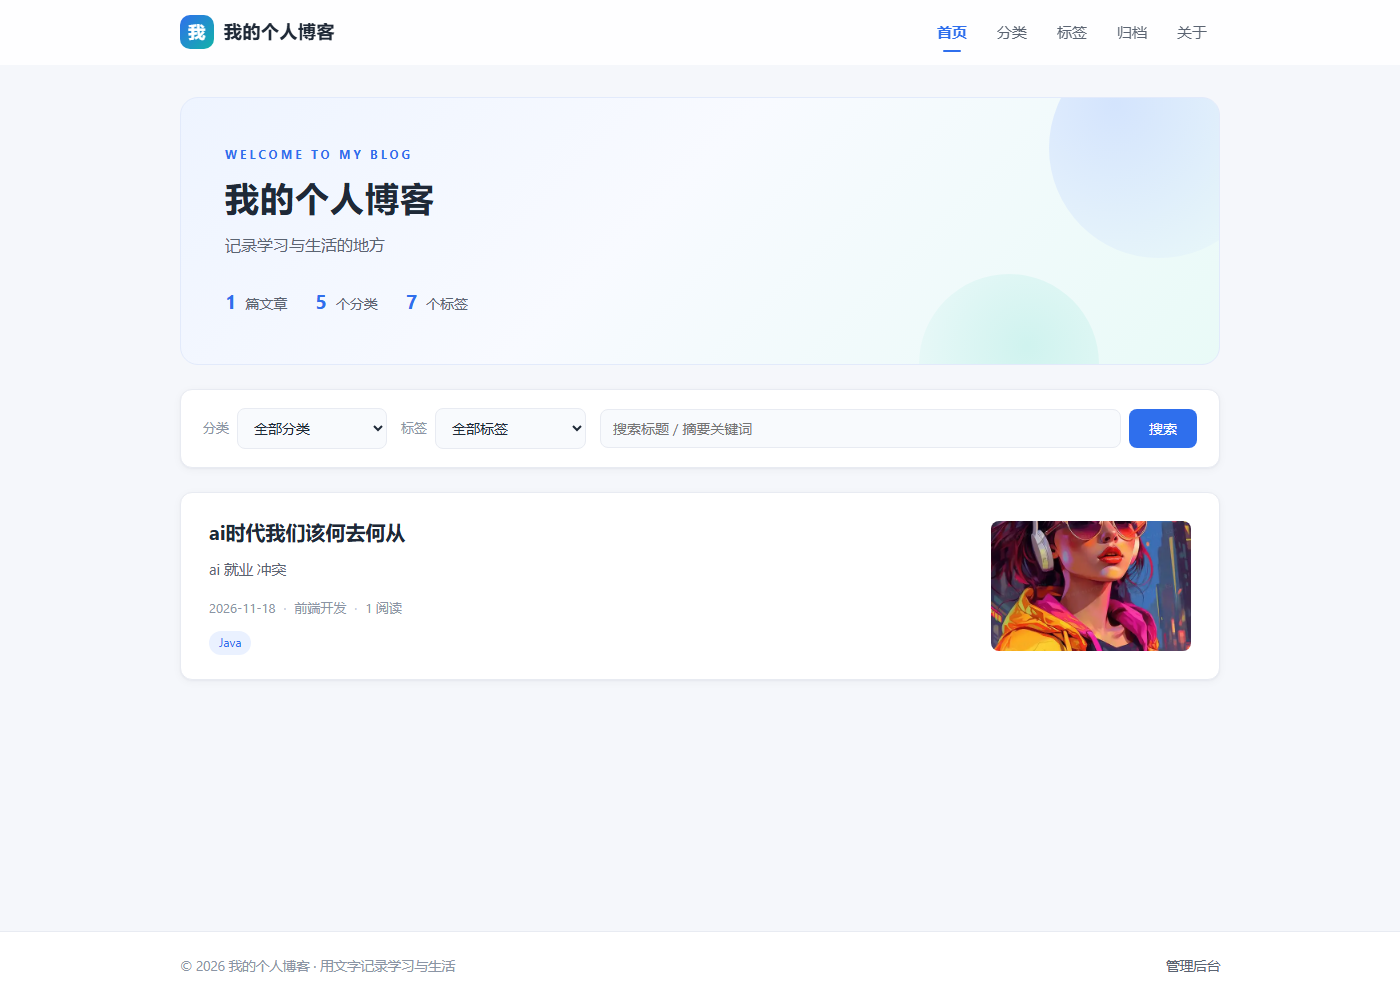 我 我的个人博客 首页 分类 标签 归档 关于
WELCOME TO MY BLOG
我的个人博客
记录学习与生活的地方
1 篇文章 5 个分类 7 个标签
分类 全部分类 标签 全部标签 搜索标题 / 摘要关键词 搜索
ai时代我们该何去何从
ai 就业 冲突
2026-11-18 · 前端开发 · 1 阅读
Java
© 2026 我的个人博客 · 用文字记录学习与生活 管理后台